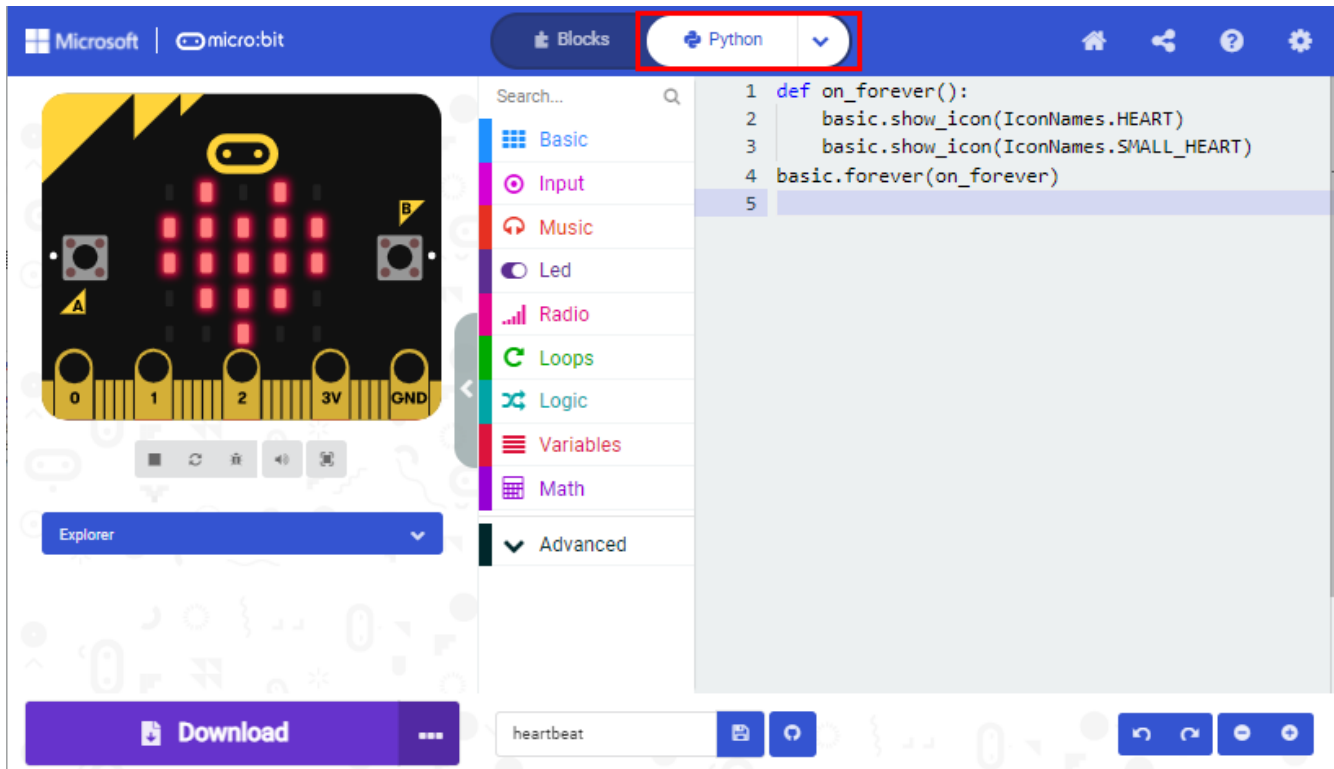 Microsoft | micro:bit
Blocks
Python
Search...
Basic
Input
Music
Led
Radio
Loops
Logic
Variables
Math
Advanced
1 def on_forever():
2 basic.show_icon(IconNames.HEART)
3 basic.show_icon(IconNames.SMALL_HEART)
4 basic.forever(on_forever)
5
B
A
0 1 2 3V GND
Explorer
Download
heartbeat